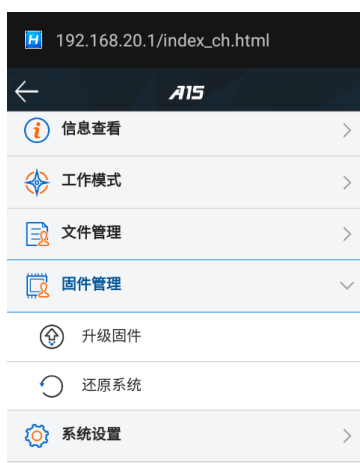 H 192.168.20.1/index_ch.html
A15
信息查看
工作模式
文件管理
固件管理
升级固件
还原系统
系统设置